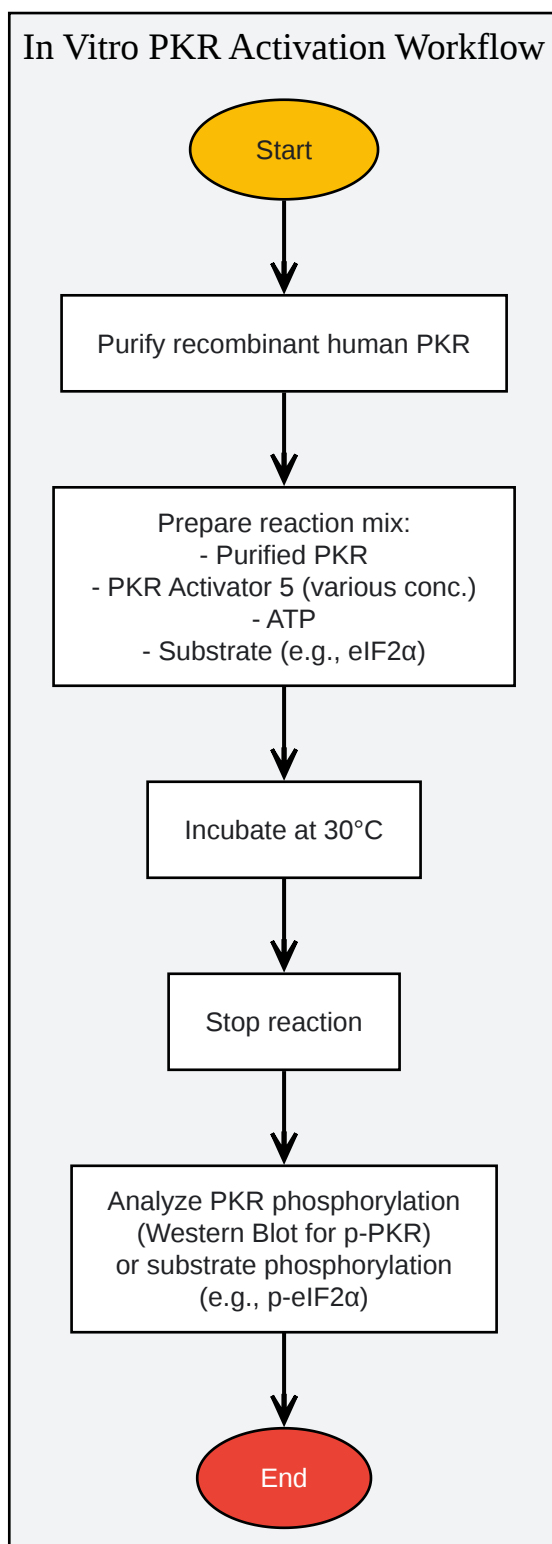 In Vitro PKR Activation Workflow
Start
Purify recombinant human PKR
Prepare reaction mix:
- Purified PKR
- PKR Activator 5 (various conc.)
- ATP
- Substrate (e.g., eIF2α)
Incubate at 30°C
Stop reaction
Analyze PKR phosphorylation
(Western Blot for p-PKR)
or substrate phosphorylation
(e.g., p-eIF2α)
End